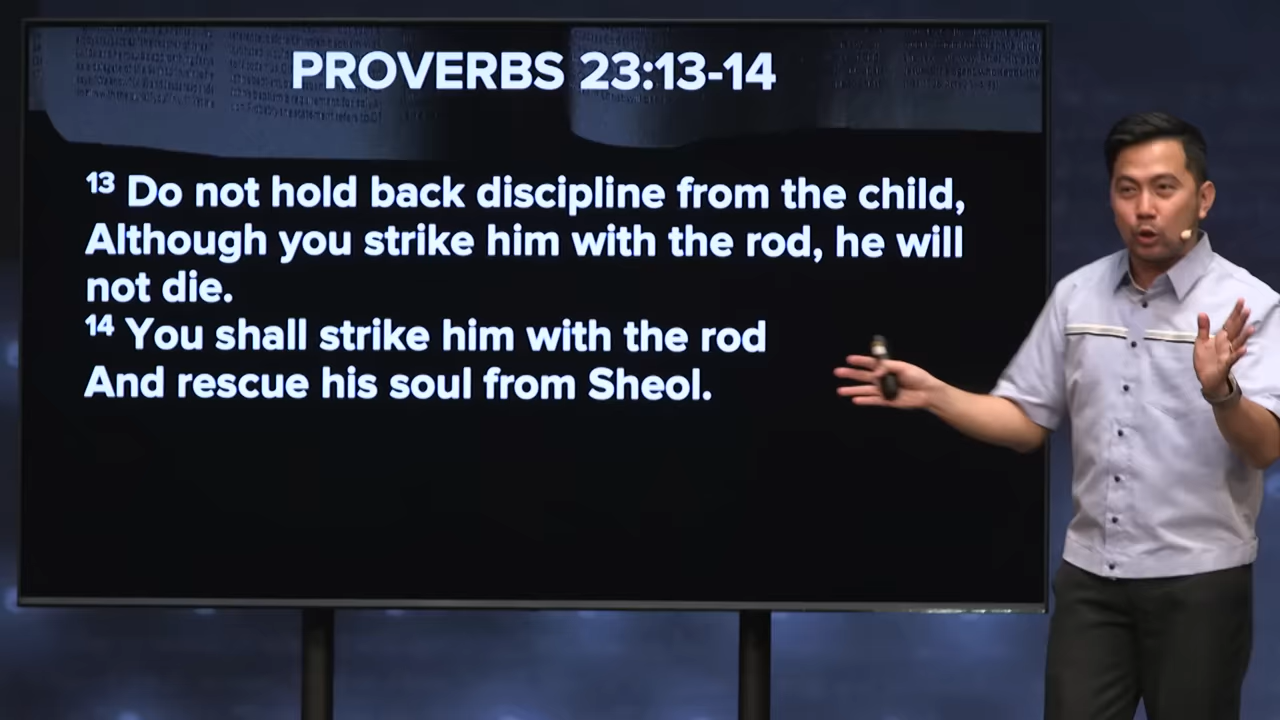 PROVERBS 23:13-14
13 Do not hold back discipline from the child,
Although you strike him with the rod, he will
not die.
14 You shall strike him with the rod
And rescue his soul from Sheol.